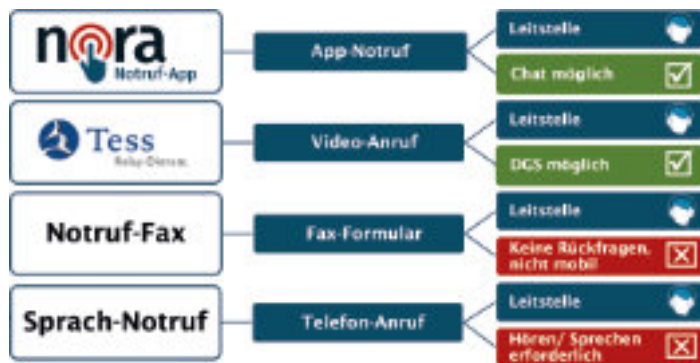 nora
Notruf-App
App-Notruf
Leitstelle
Chat möglich
Tess
Relay-Dienste
Video-Anruf
Leitstelle
DGS möglich
Notruf-Fax
Fax-Formular
Leitstelle
Keine Rückfragen,
nicht mobil
Sprach-Notruf
Telefon-Anruf
Leitstelle
Hören/ Sprechen
erforderlich